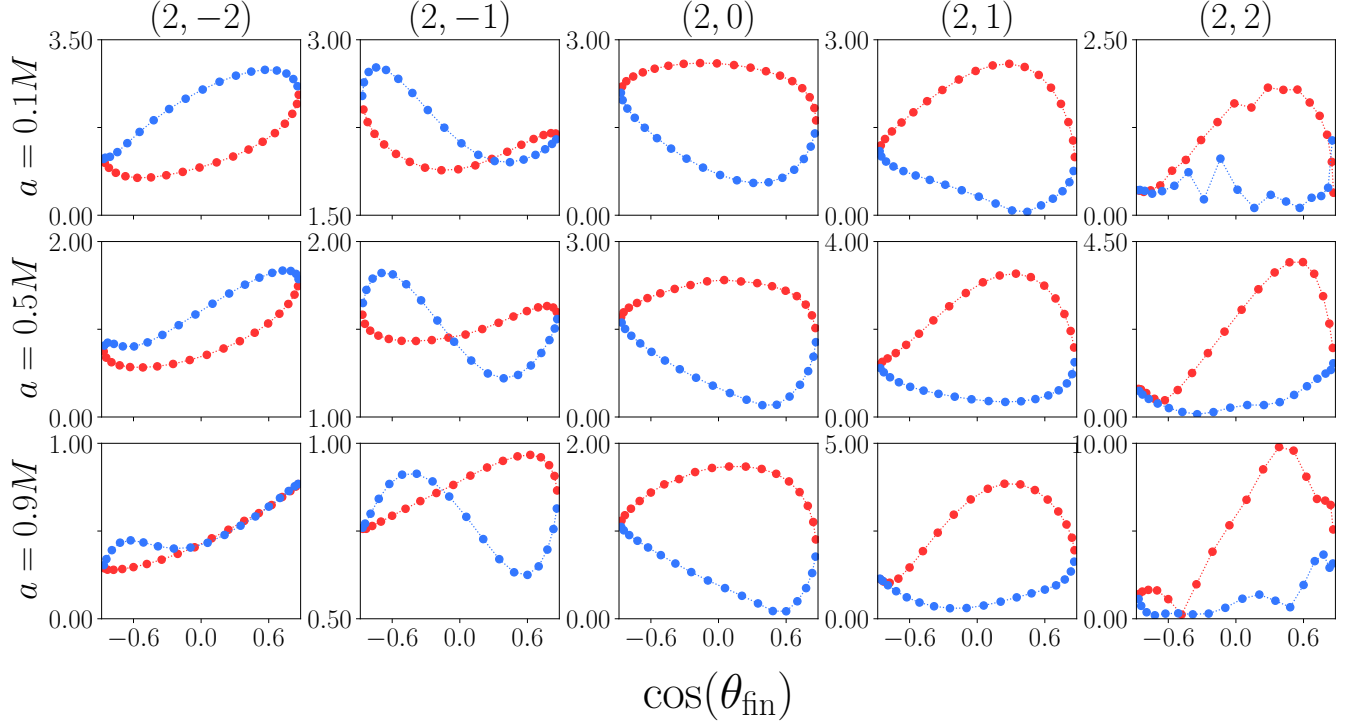 (2, −2) (2, −1) (2, 0) (2, 1) (2, 2)
3.50 3.00 3.00 3.00 2.50
a = 0.1M
0.00 1.50 0.00 0.00 0.00
2.00 2.00 3.00 4.00 4.50
a = 0.5M
0.00 1.00 0.00 0.00 0.00
1.00 1.00 2.00 5.00 10.00
a = 0.9M
0.00 0.50 0.00 0.00 0.00
−0.6 0.0 0.6 −0.6 0.0 0.6 −0.6 0.0 0.6 −0.6 0.0 0.6 −0.6 0.0 0.6
cos(θfin)